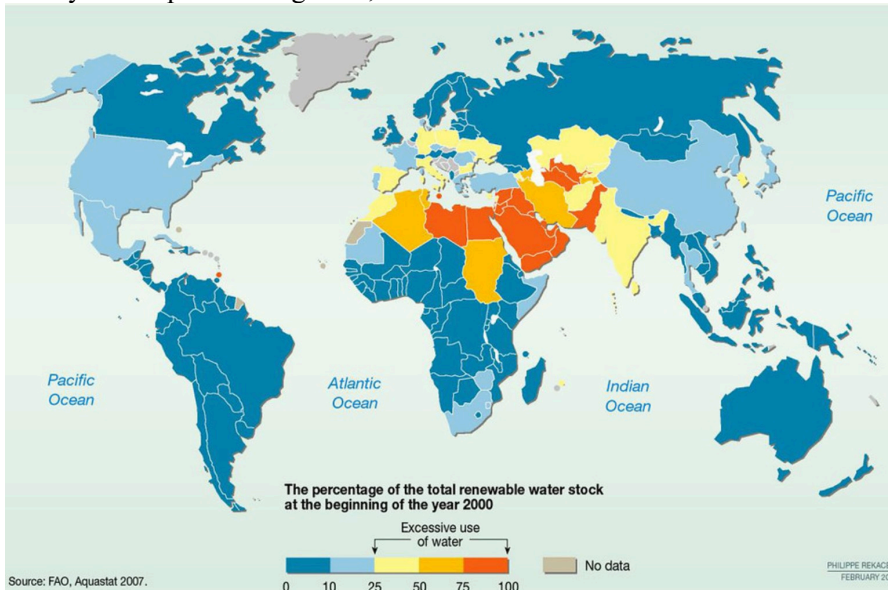 Pacific
Ocean
Pacific
Ocean
Atlantic
Ocean
Indian
Ocean
The percentage of the total renewable water stock
at the beginning of the year 2000
Excessive use
of water
No data
0 10 25 50 75 100
Source: FAO, Aquastat 2007.
PHILIPPE
FEBRUARY